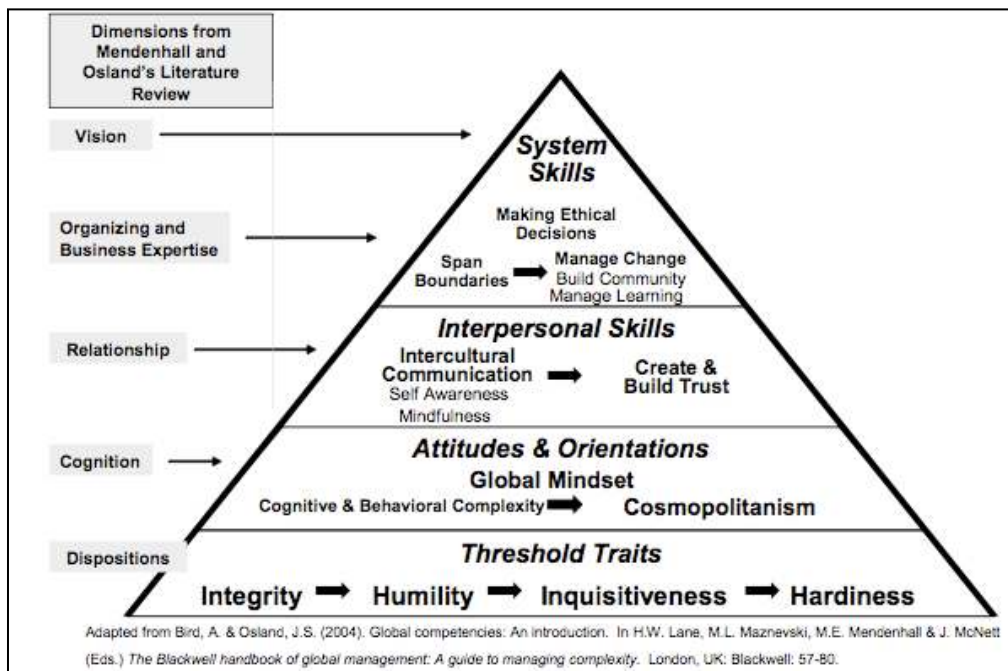 Dimensions from
Mendenhall and
Osland's Literature
Review
Vision
System
Skills
Making Ethical
Decisions
Organizing and
Business Expertise
Span
Boundaries
Manage Change
Build Community
Manage Learning
Interpersonal Skills
Relationship
Intercultural
Communication
Self Awareness
Mindfulness
Create &
Build Trust
Attitudes & Orientations
Cognition
Global Mindset
Cognitive & Behavioral Complexity
Cosmopolitanism
Dispositions
Threshold Traits
Integrity
Humility
Inquisitiveness
Hardiness
Adapted from Bird, A. & Osland, J.S. (2004). Global competencies: An introduction. In H.W. Lane, M.L. Maznevski, M.E. Mendenhall & J. McNett
(Eds.) The Blackwell handbook of global management: A guide to managing complexity. London, UK: Blackwell: 57-80.